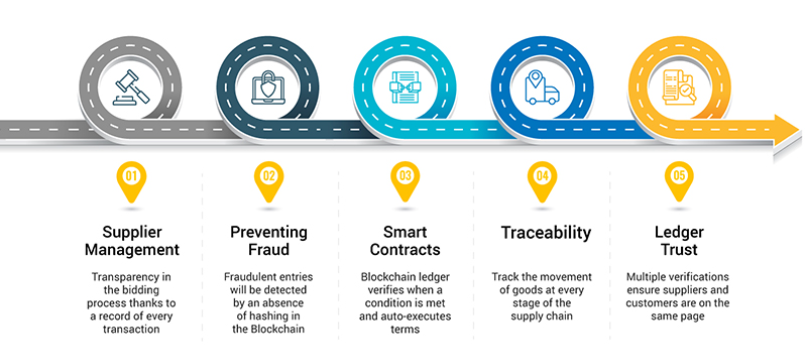 01
Supplier
Management
Transparency in
the bidding
process thanks to
a record of every
transaction
02
Preventing
Fraud
Fraudulent entries
will be detected
by an absence
of hashing in
the Blockchain
03
Smart
Contracts
Blockchain ledger
verifies when a
condition is met
and auto-executes
terms
04
Traceability
Track the movement
of goods at every
stage of the
supply chain
05
Ledger
Trust
Multiple verifications
ensure suppliers and
customers are on the
same page